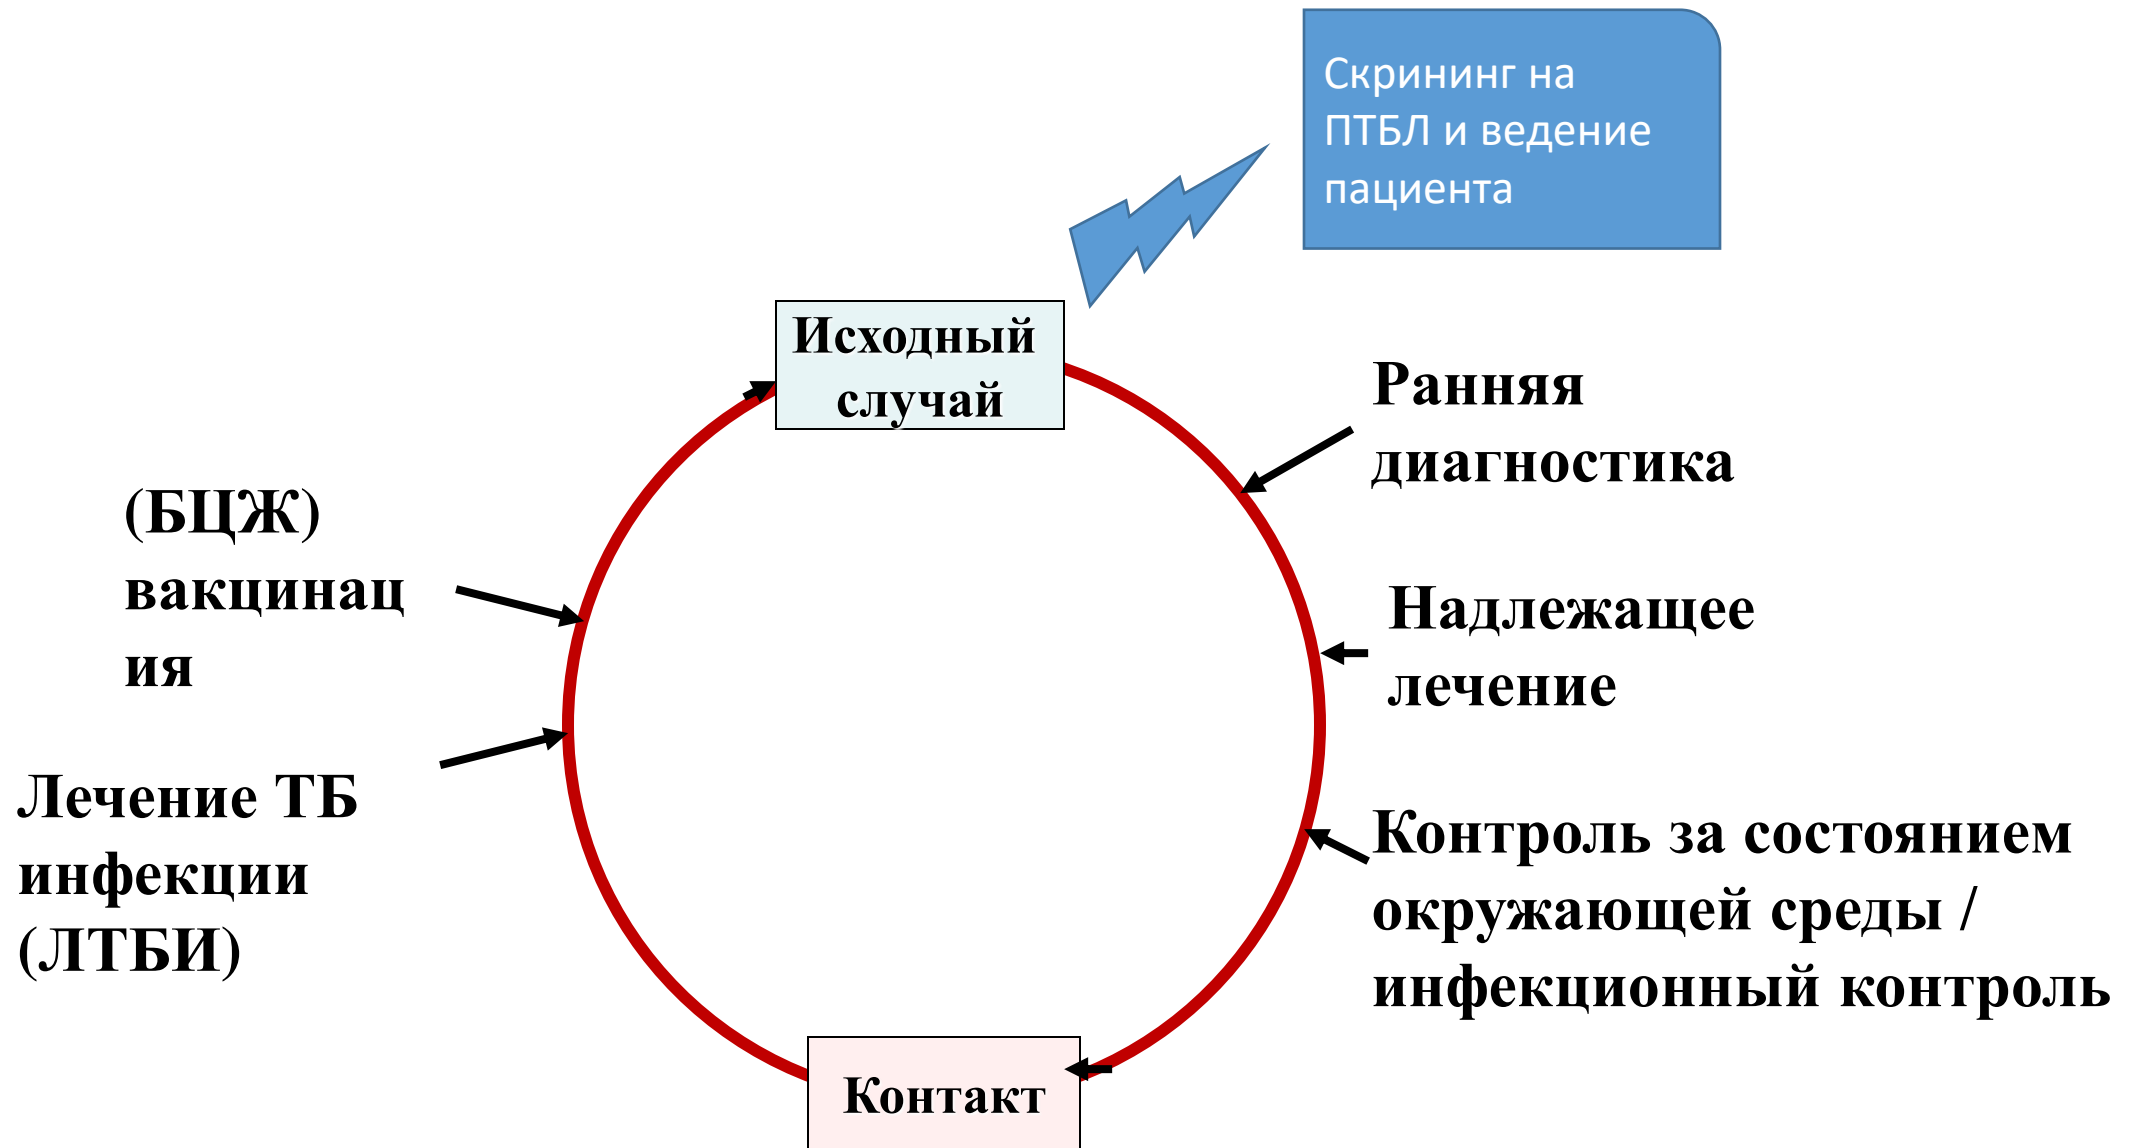 Скрининг на
ПТБЛ и ведение
пациента
Исходный
случай
Ранняя
диагностика
(БЦЖ)
вакцинац
ия
Надлежащее
лечение
Лечение ТБ
инфекции
(ЛТБИ)
Контроль за состоянием
окружающей среды /
инфекционный контроль
Контакт